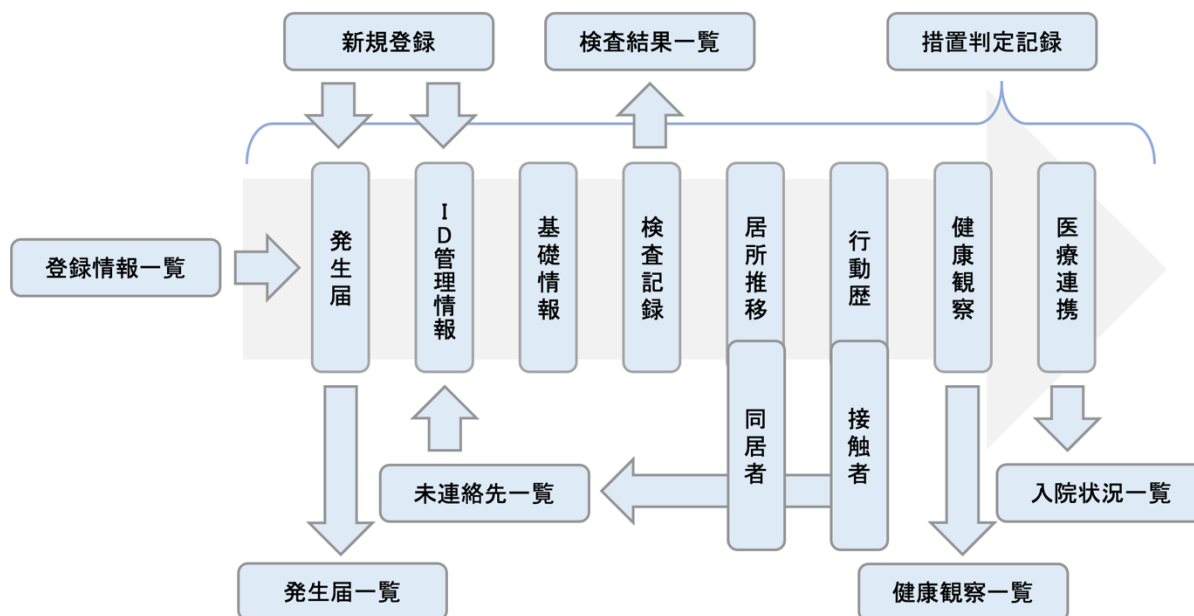 新規登録
検査結果一覧
措置判定記録
登録情報一覧
発生届
ID管理情報
基礎情報
検査記録
居所推移
行動歴
健康観察
医療連携
同居者
接触者
未連絡先一覧
入院状況一覧
発生届一覧
健康観察一覧